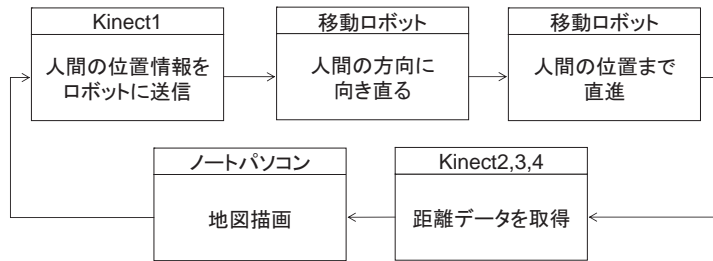 Kinect1
人間の位置情報を
ロボットに送信
移動ロボット
人間の方向に
向き直る
移動ロボット
人間の位置まで
直進
ノートパソコン
地図描画
Kinect2,3,4
距離データを取得